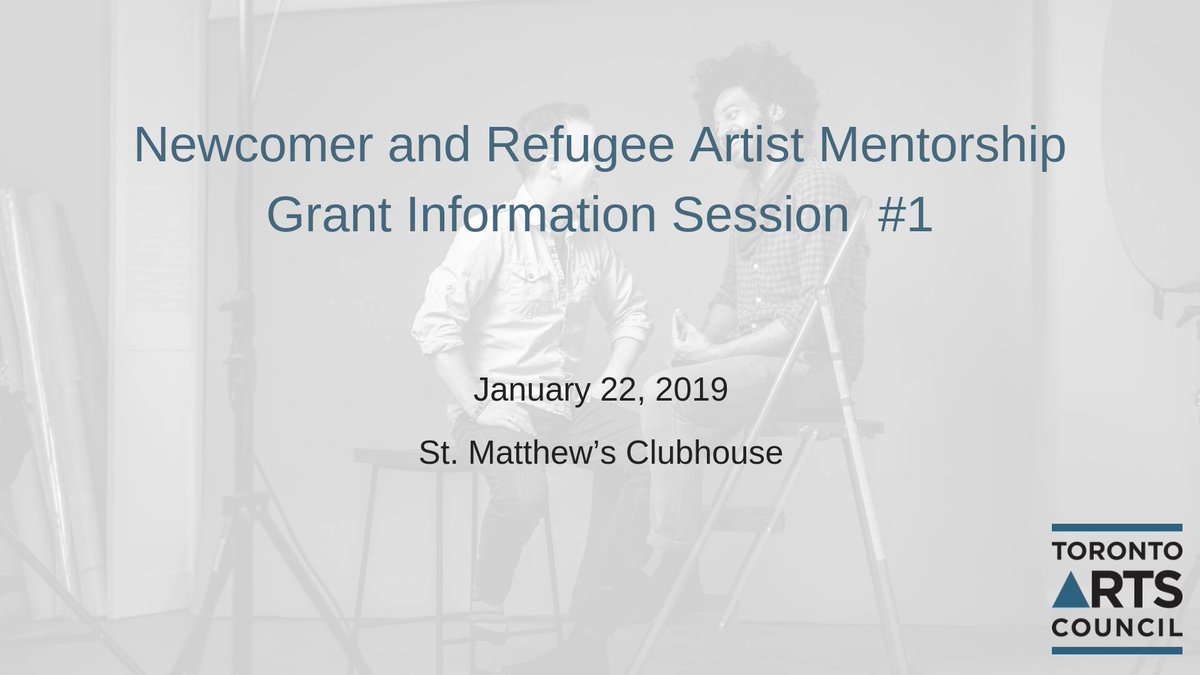 Newcomer and Refugee Artist Mentorship
Grant Information Session #1
January 22, 2019
St. Matthew’s Clubhouse
TORONTO
ARTS
COUNCIL